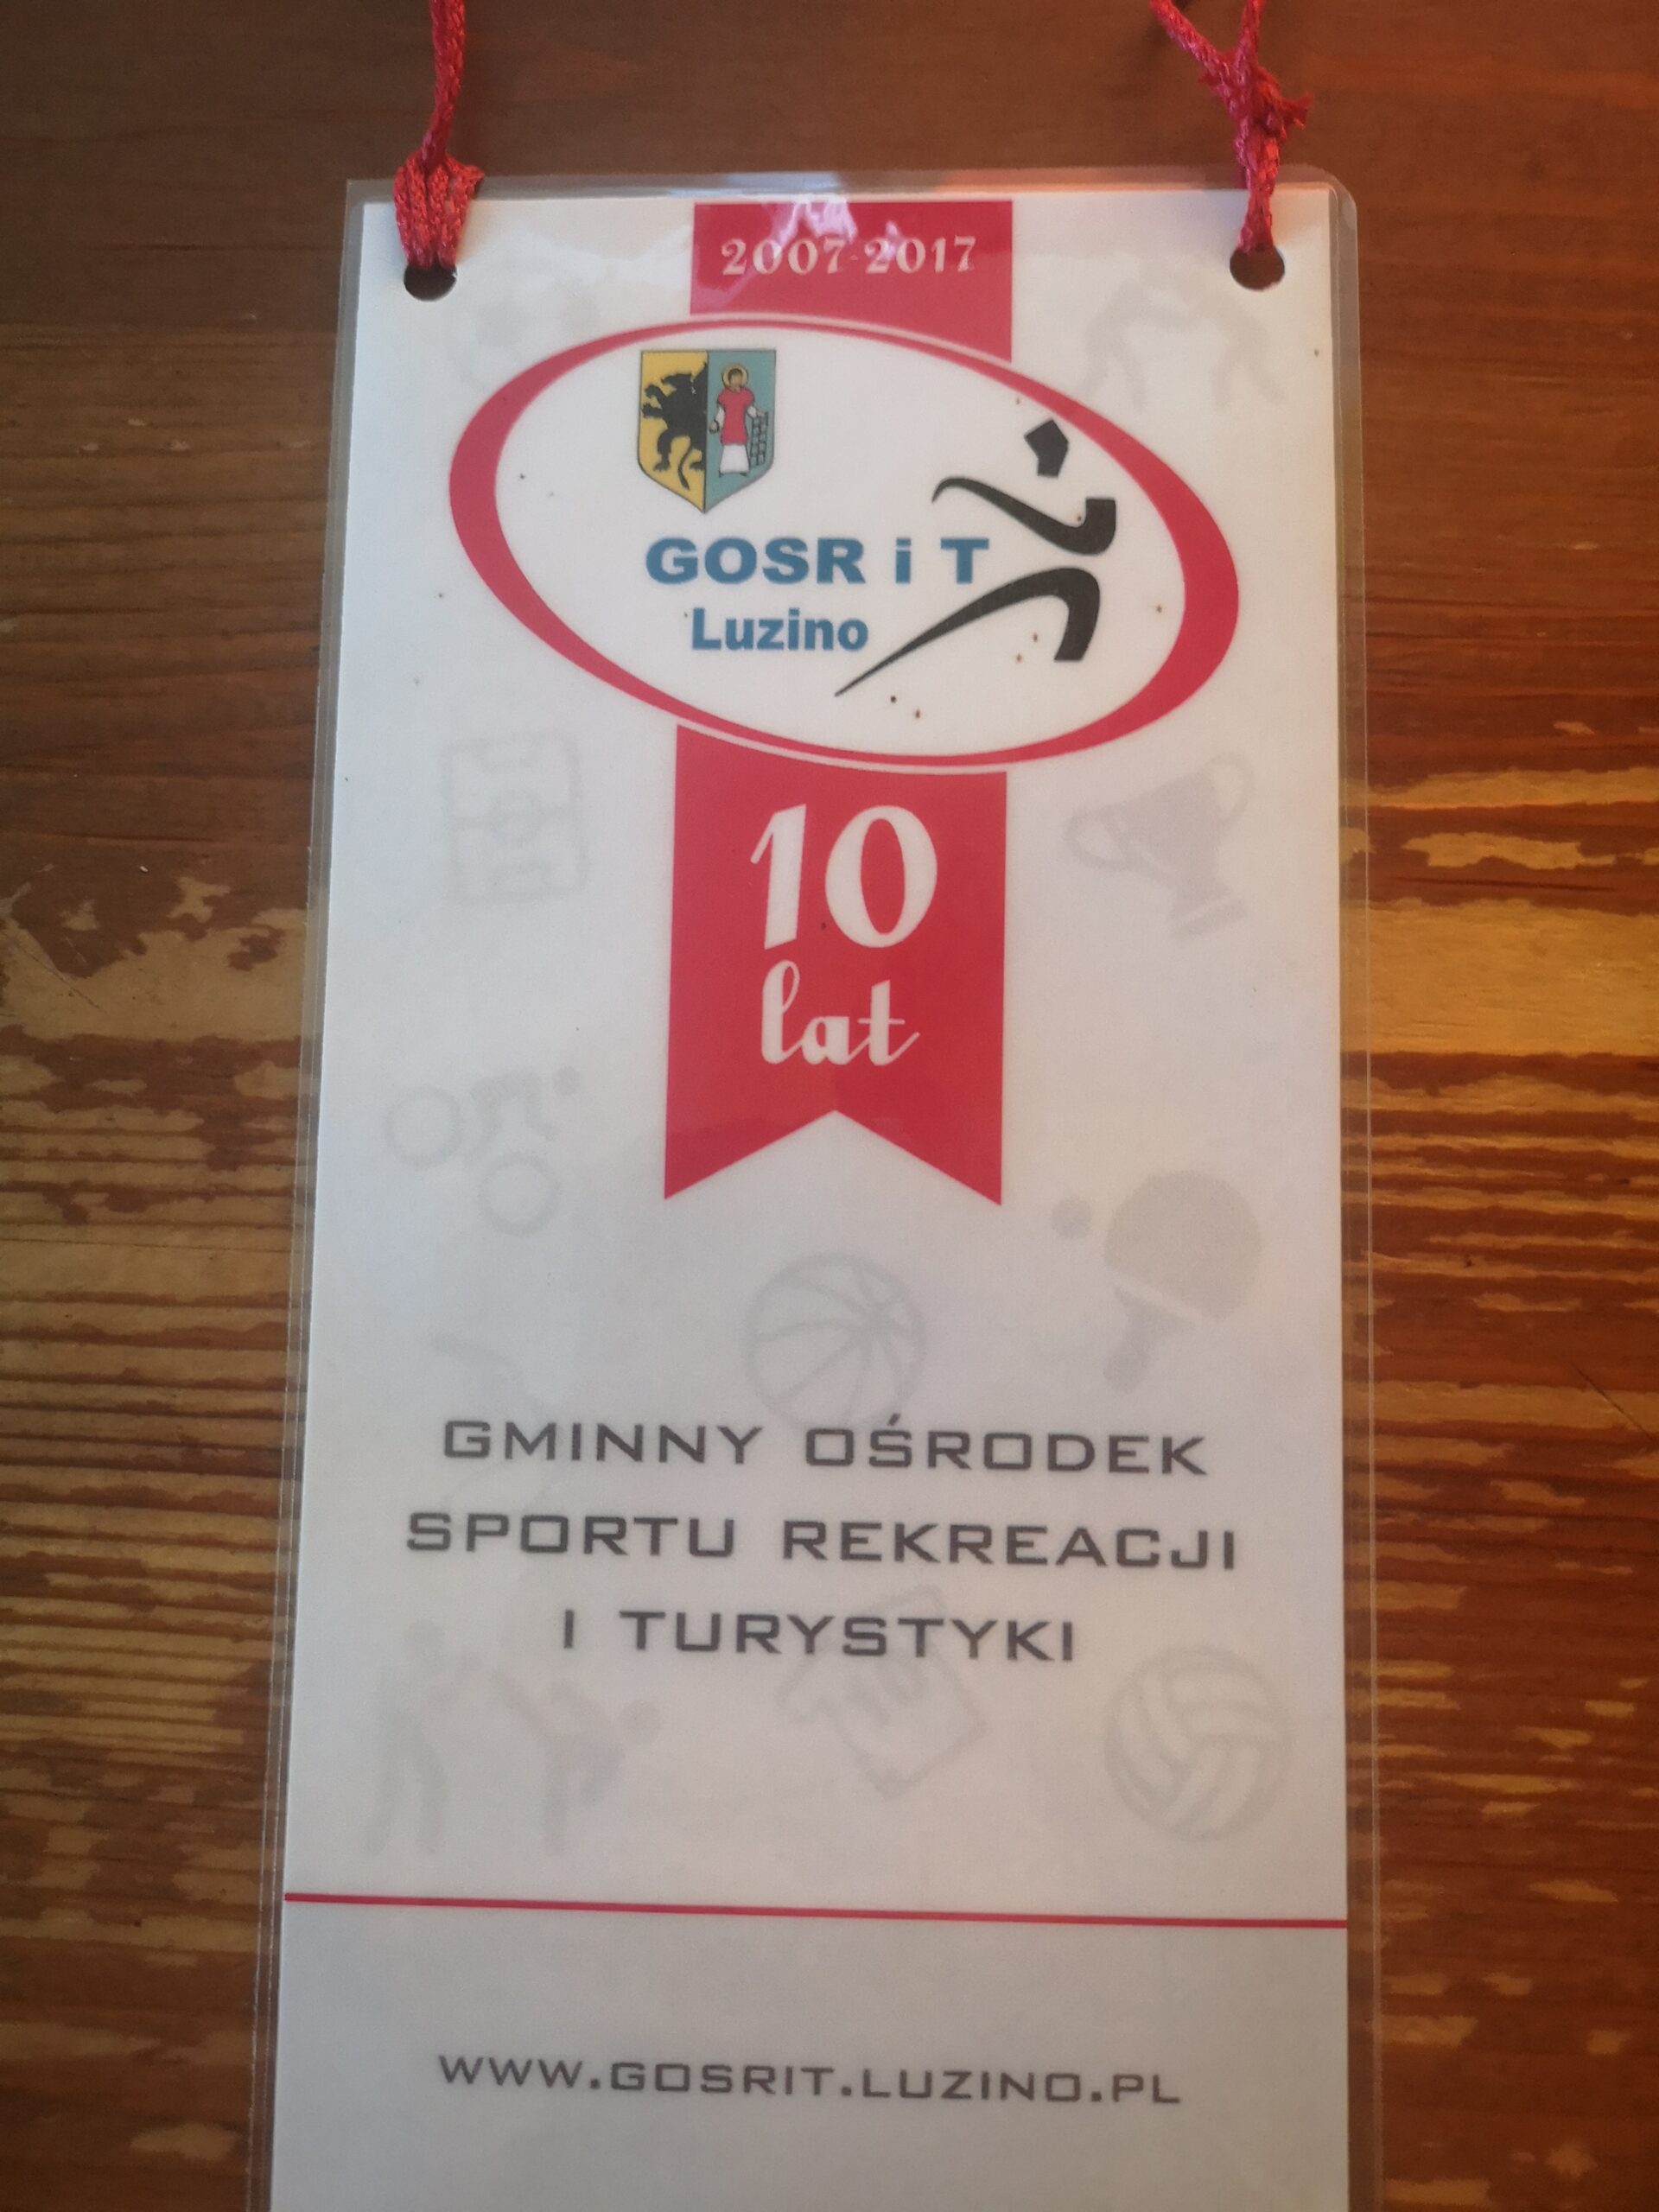 2007-2017
GOSR i T
Luzino
10
lat
GMINNY OŚRODEK
SPORTU REKREACJI
I TURYSTYKI
WWW.GOSRIT.LUZINO.PL